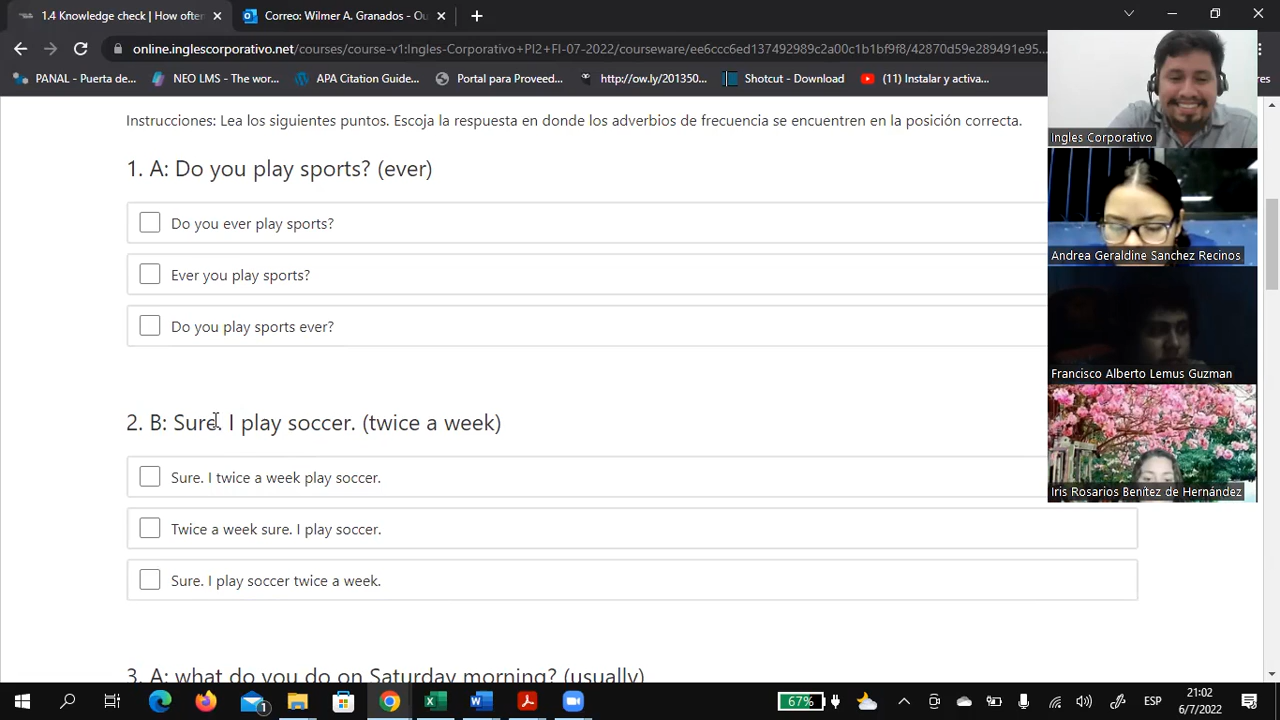 1.4 Knowledge check | How often
Correo: Wilmer A. Granados - Ou
online.inglescorporativo.net/courses/course-v1:Ingles-Corporativo+PI2+FI-07-2022/courseware/ee6ccc6ed137492989c2a00c1b1bf9f8/42870d59e289491e95...
PANAL - Puerta de...
NEO LMS - The wor...
APA Citation Guide...
Portal para Proveed...
http://ow.ly/201350...
Shotcut - Download
(11) Instalar y activa...
Instrucciones: Lea los siguientes puntos. Escoja la respuesta en donde los adverbios de frecuencia se encuentren en la posición correcta.
1. A: Do you play sports? (ever)
Do you ever play sports?
Ever you play sports?
Do you play sports ever?
2. B: Sure. I play soccer. (twice a week)
Sure. I twice a week play soccer.
Twice a week sure. I play soccer.
Sure. I play soccer twice a week.
3. A: what do you do on Saturday morning? (usually)
Ingles Corporativo
Andrea Geraldine Sanchez Recinos
Francisco Alberto Lemus Guzman
Iris Rosarios Benítez de Hernández
1
67%
ESP
21:02
6/7/2022